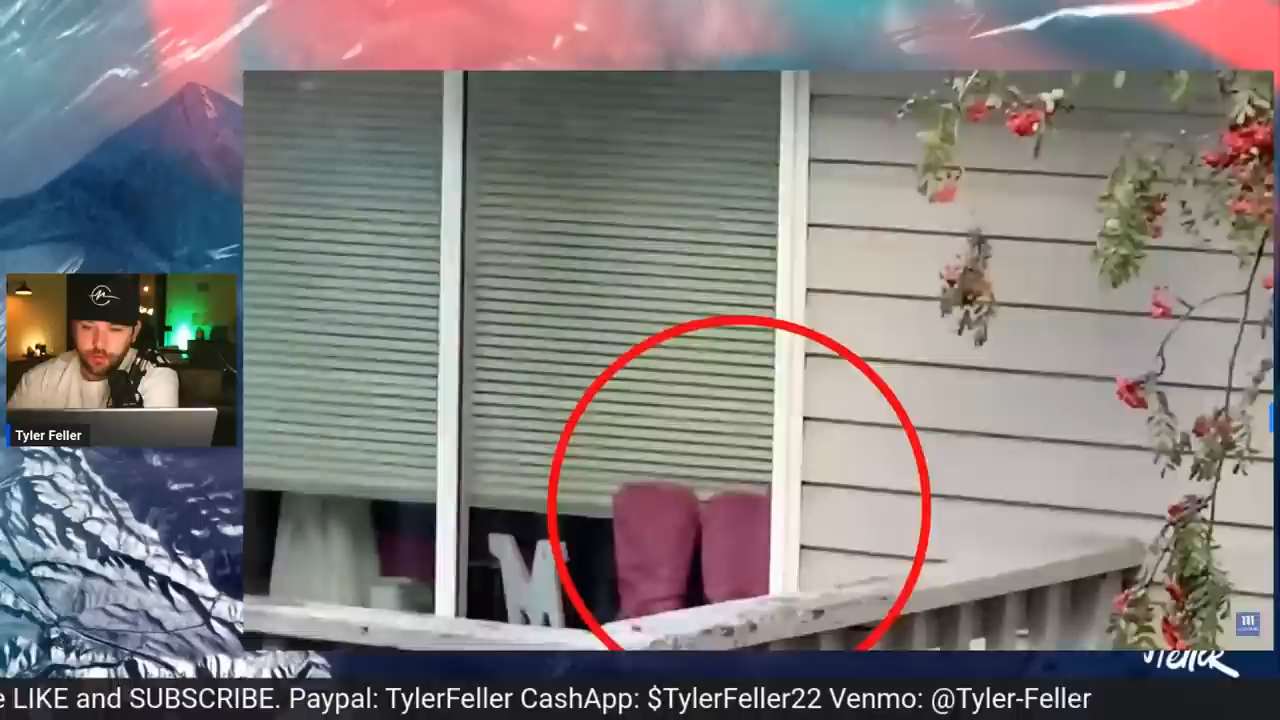 M
Tyler Feller
e LIKE and SUBSCRIBE. Paypal: TylerFeller CashApp: $TylerFeller22 Venmo: @Tyler-Feller